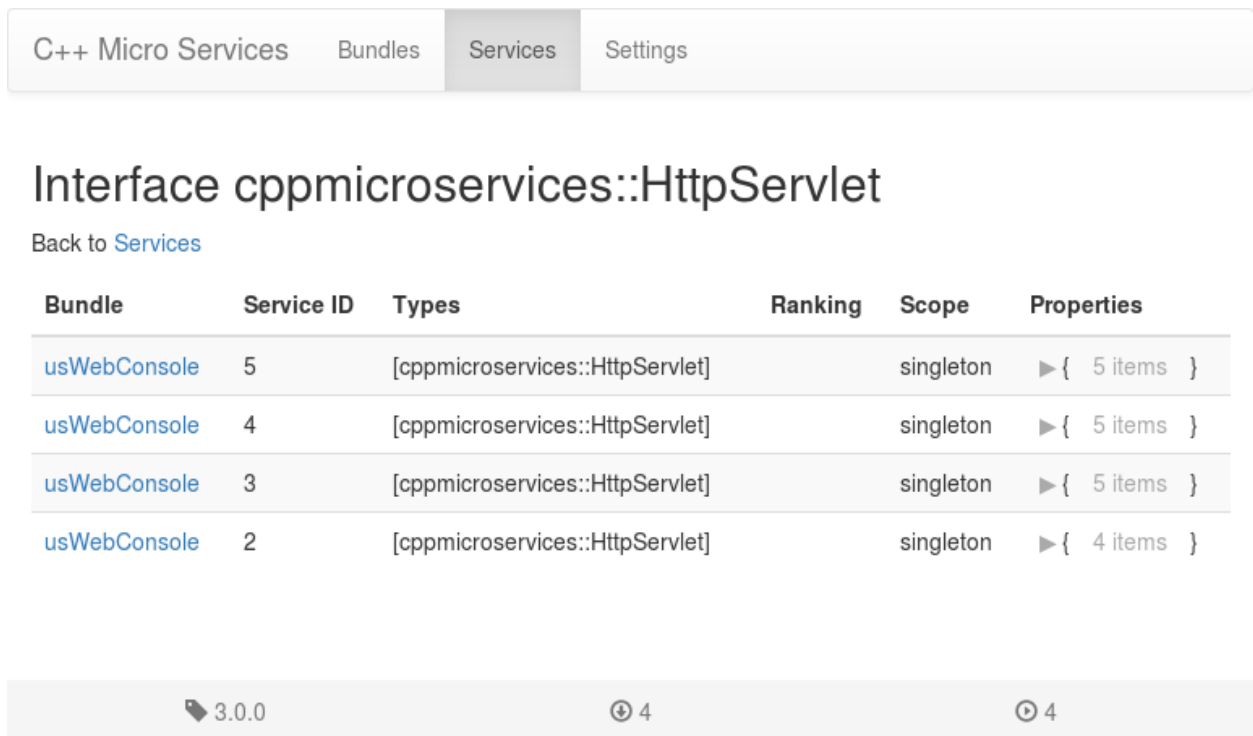 C++ Micro Services Bundles Services Settings
Interface cppmicroservices::HttpServlet
Back to Services
Bundle Service ID Types Ranking Scope Properties
usWebConsole 5 [cppmicroservices::HttpServlet] singleton ▶ { 5 items }
usWebConsole 4 [cppmicroservices::HttpServlet] singleton ▶ { 5 items }
usWebConsole 3 [cppmicroservices::HttpServlet] singleton ▶ { 5 items }
usWebConsole 2 [cppmicroservices::HttpServlet] singleton ▶ { 4 items }
3.0.0 4 4